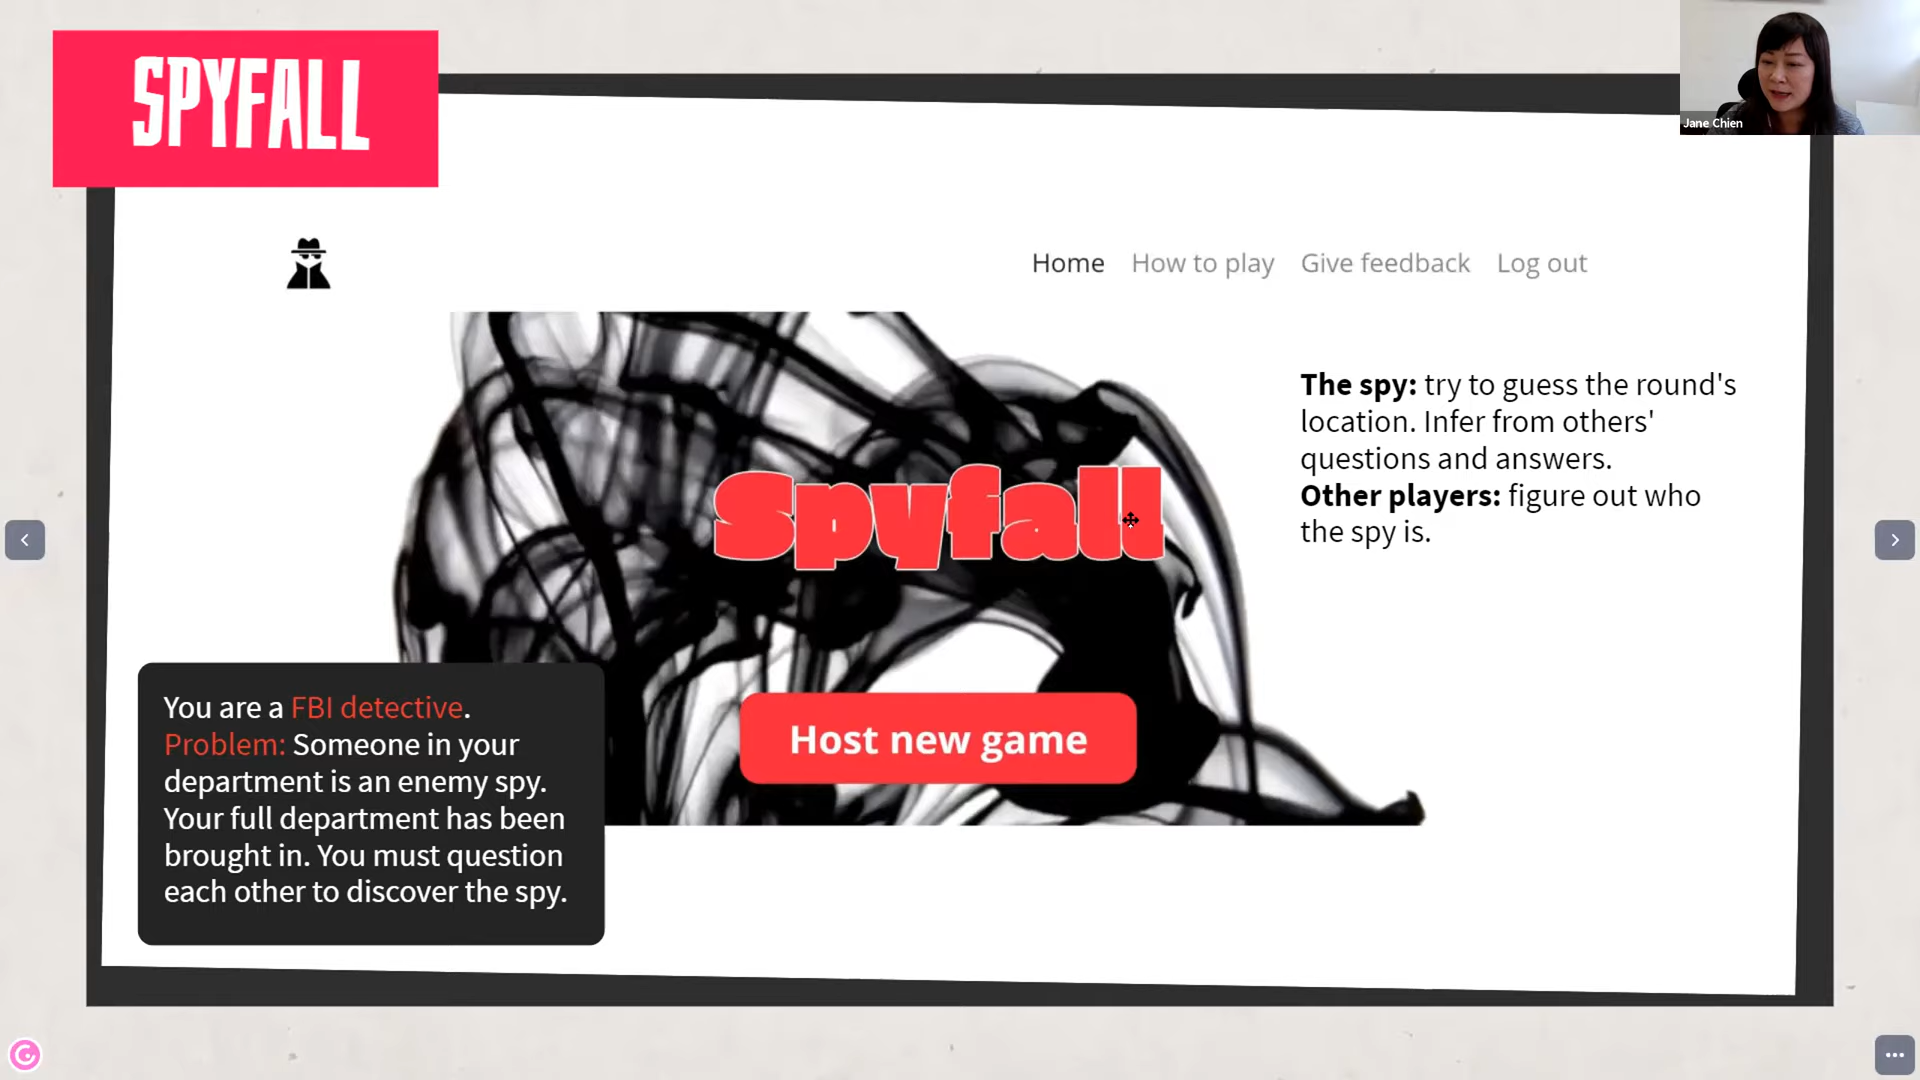 SPYFALL
Jane Chien
Home How to play Give feedback Log out
The spy: try to guess the round's
location. Infer from others'
questions and answers.
Other players: figure out who
the spy is.
Spyfall
Host new game
You are a FBI detective.
Problem: Someone in your
department is an enemy spy.
Your full department has been
brought in. You must question
each other to discover the spy.